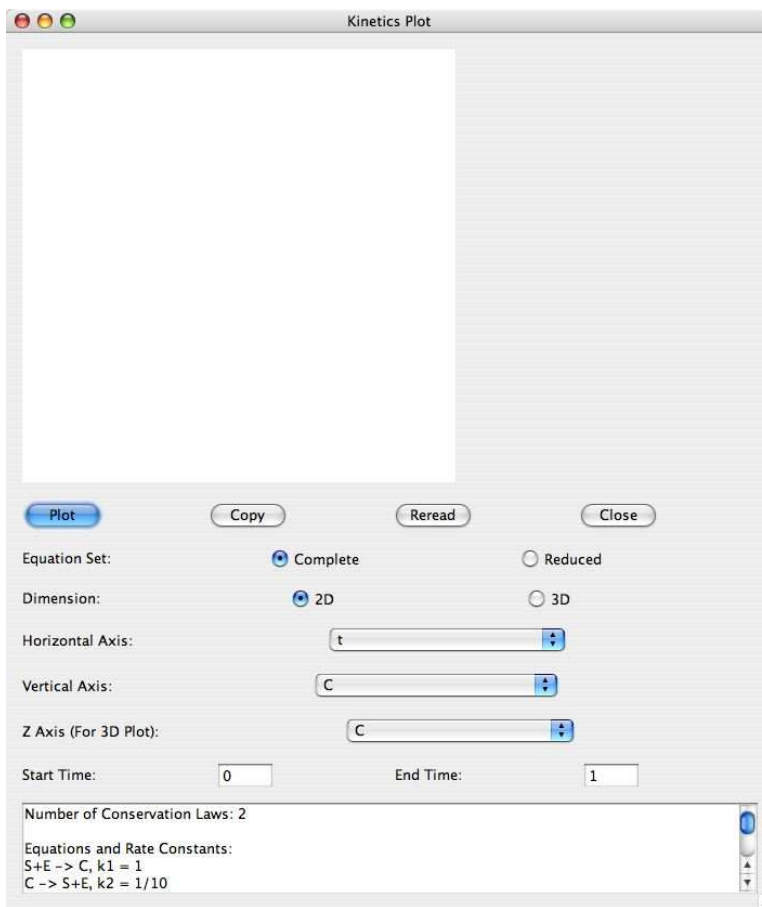 Kinetics Plot
Plot Copy Reread Close
Equation Set: Complete Reduced
Dimension: 2D 3D
Horizontal Axis: t
Vertical Axis: C
Z Axis (For 3D Plot): C
Start Time: 0 End Time: 1
Number of Conservation Laws: 2
Equations and Rate Constants:
S+E -> C, k1 = 1
C -> S+E, k2 = 1/10